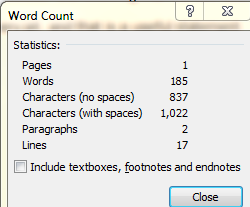 Word Count
Statistics:
Pages 1
Words 185
Characters (no spaces) 837
Characters (with spaces) 1,022
Paragraphs 2
Lines 17
Include textboxes, footnotes and endnotes
Close